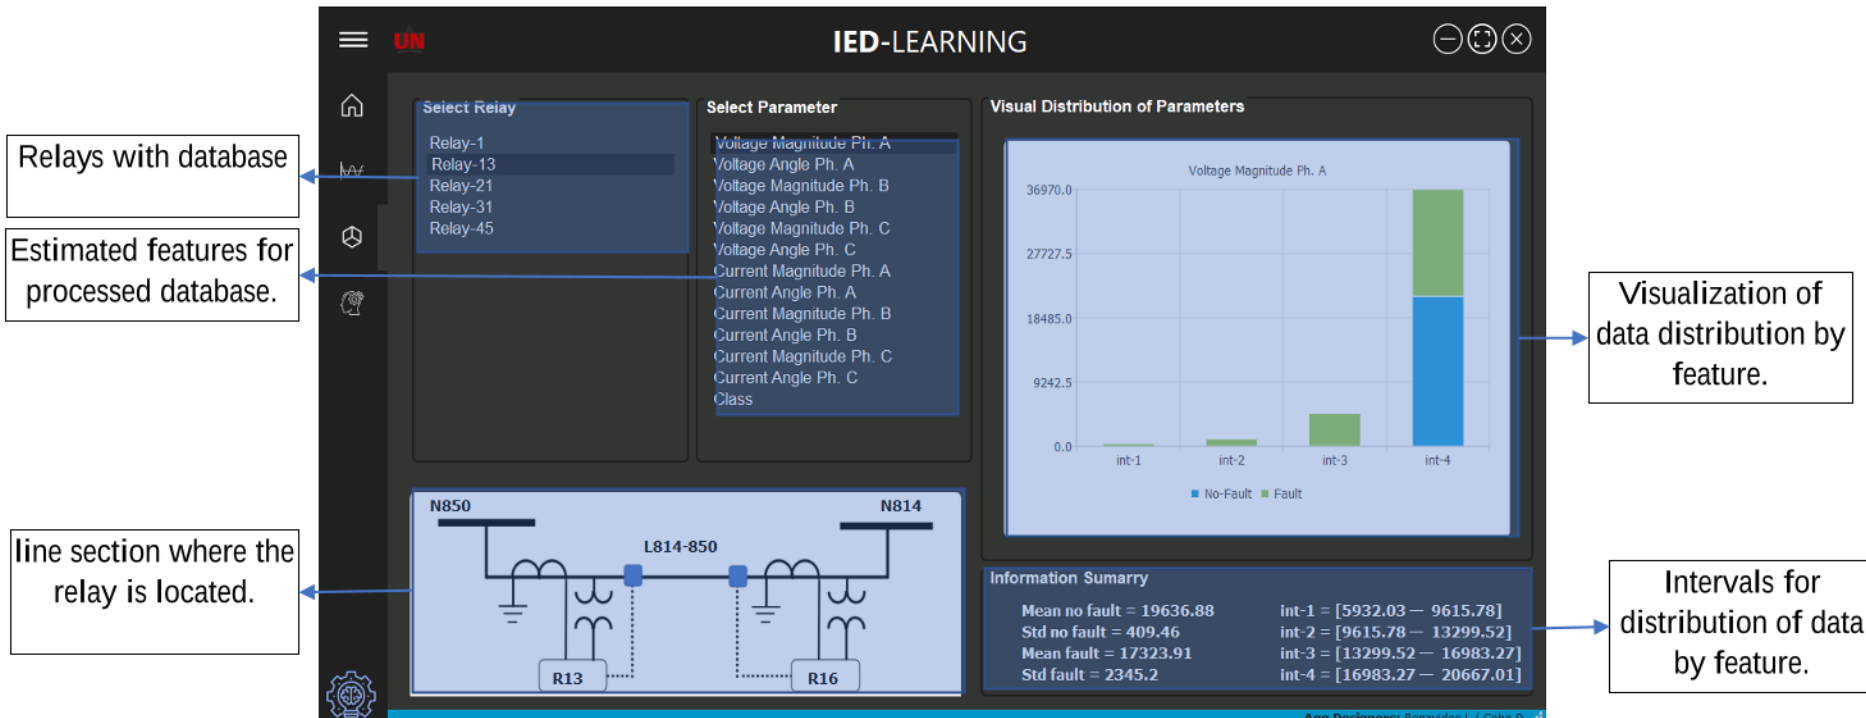 UN
IED-LEARNING
Select Relay
Relay-1
Relay-13
Relay-21
Relay-31
Relay-45
Select Parameter
Voltage Magnitude Ph. A
Voltage Angle Ph. A
Voltage Magnitude Ph. B
Voltage Angle Ph. B
Voltage Magnitude Ph. C
Voltage Angle Ph. C
Current Magnitude Ph. A
Current Angle Ph. A
Current Magnitude Ph. B
Current Angle Ph. B
Current Magnitude Ph. C
Current Angle Ph. C
Class
Visual Distribution of Parameters
Voltage Magnitude Ph. A
36970.0
27727.5
18485.0
9242.5
0.0
int-1 int-2 int-3 int-4
No-Fault Fault
Relays with database
Estimated features for
processed database.
line section where the
relay is located.
Visualization of
data distribution by
feature.
Intervals for
distribution of data
by feature.
N850
N814
L814-850
R13
R16
Information Sumarry
Mean no fault = 19636.88
Std no fault = 409.46
Mean fault = 17323.91
Std fault = 2345.2
int-1 = [5932.03 — 9615.78]
int-2 = [9615.78 — 13299.52]
int-3 = [13299.52 — 16983.27]
int-4 = [16983.27 — 20667.01]